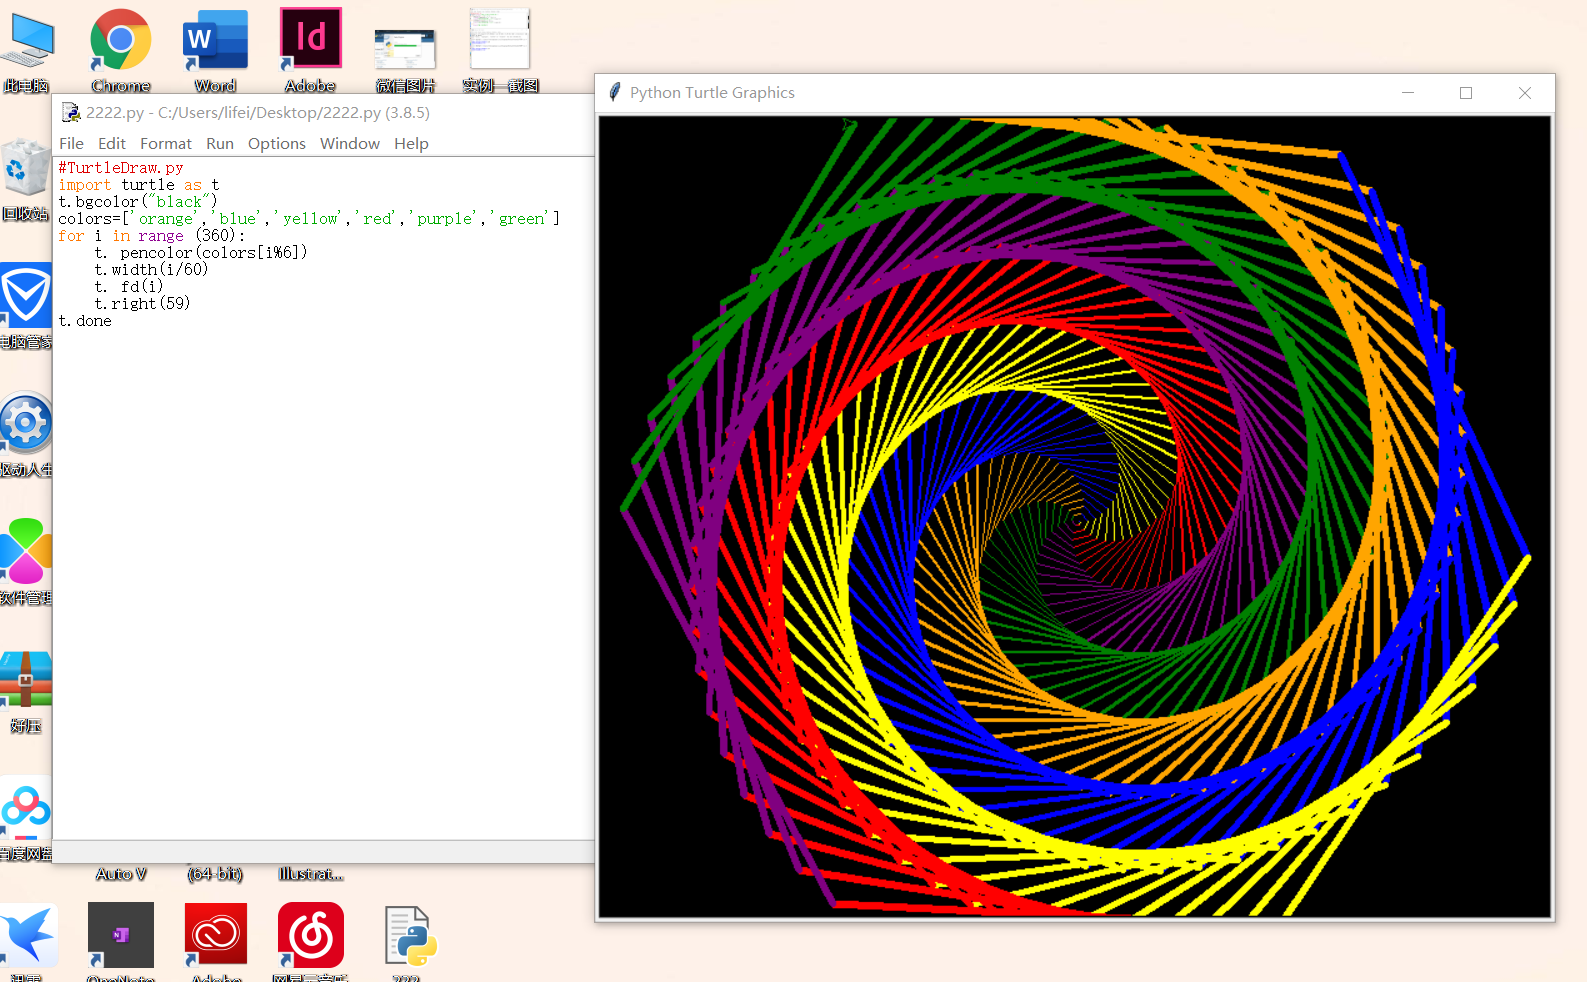 W
Id
此电脑
Chrome
Word
Adobe
微信图片
实例一截图
2222.py - C:/Users/lifei/Desktop/2222.py (3.8.5)
File Edit Format Run Options Window Help
#TurtleDraw.py
import turtle as t
t.bgcolor("black")
colors=['orange','blue','yellow','red','purple','green']
for i in range (360):
    t. pencolor(colors[i%6])
    t.width(i/60)
    t. fd(i)
    t.right(59)
t.done
Python Turtle Graphics
回收站
电脑管家
驱动人生
软件管理
好压
百度网盘
Auto V
(64-bit)
Illustrat...
N
迅雷
OneNote
Adobe
网易云音乐
222